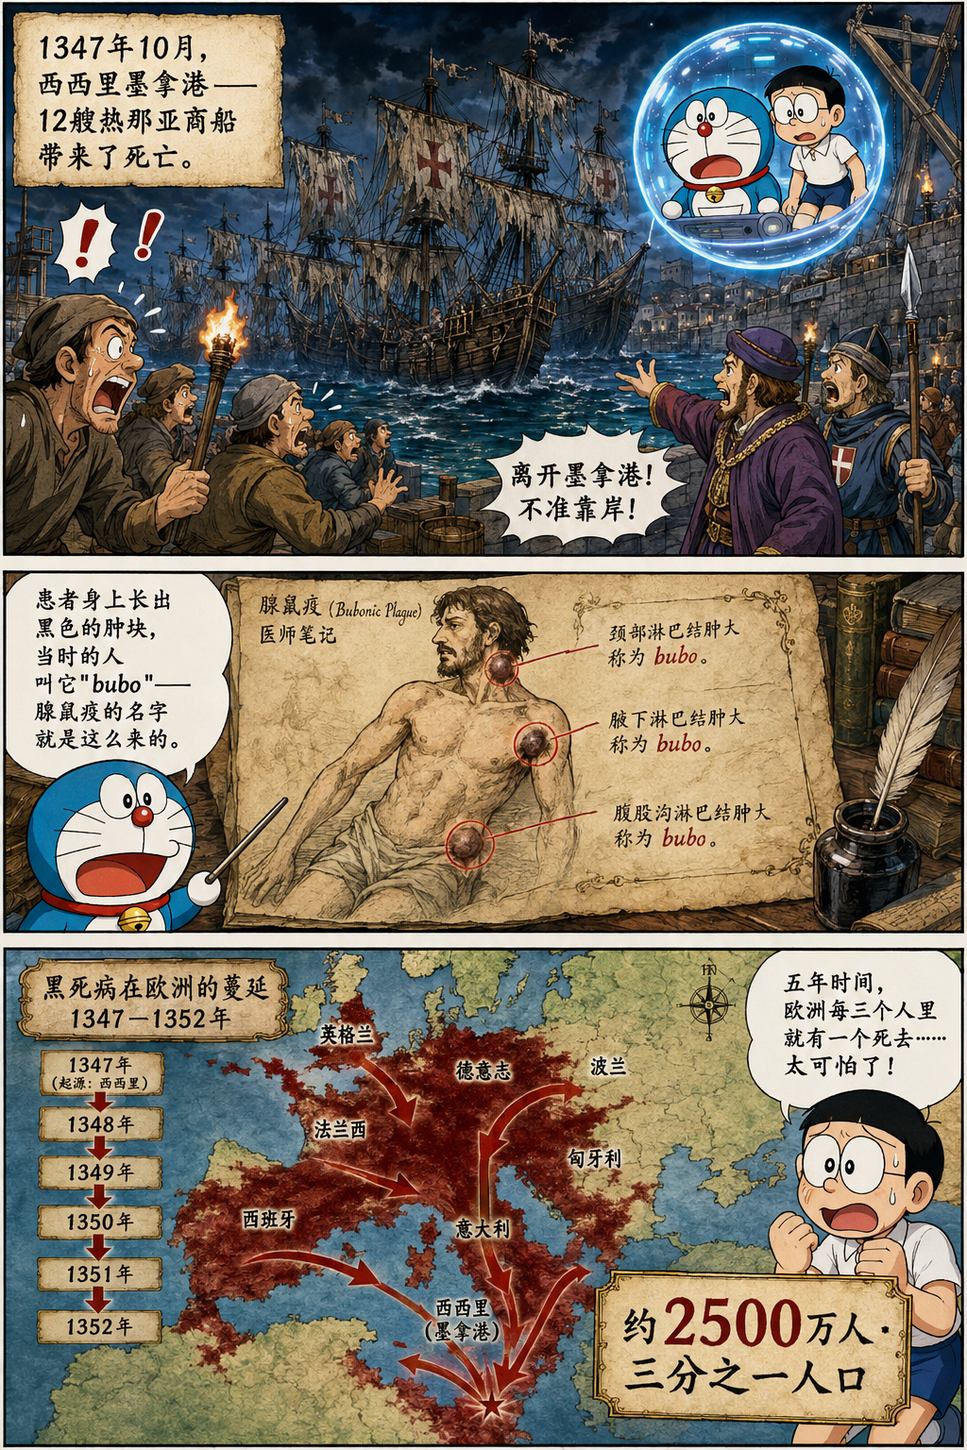 1347年10月，
西西里墨拿港——
12艘热那亚商船
带来了死亡。
! !
离开墨拿港！
不准靠岸！
患者身上长出
黑色的肿块，
当时的人
叫它"bubo"——
腺鼠疫的名字
就是这么来的。
腺鼠疫 (Bubonic Plague)
医师笔记
颈部淋巴结肿大
称为 bubo。
腋下淋巴结肿大
称为 bubo。
腹股沟淋巴结肿大
称为 bubo。
黑死病在欧洲的蔓延
1347—1352年
1347年
(起源：西西里)
1348年
1349年
1350年
1351年
1352年
英格兰
德意志
波兰
法兰西
匈牙利
西班牙
意大利
西西里
(墨拿港)
五年时间，
欧洲每三个人里
就有一个死去……
太可怕了！
约2500万人·
三分之一人口